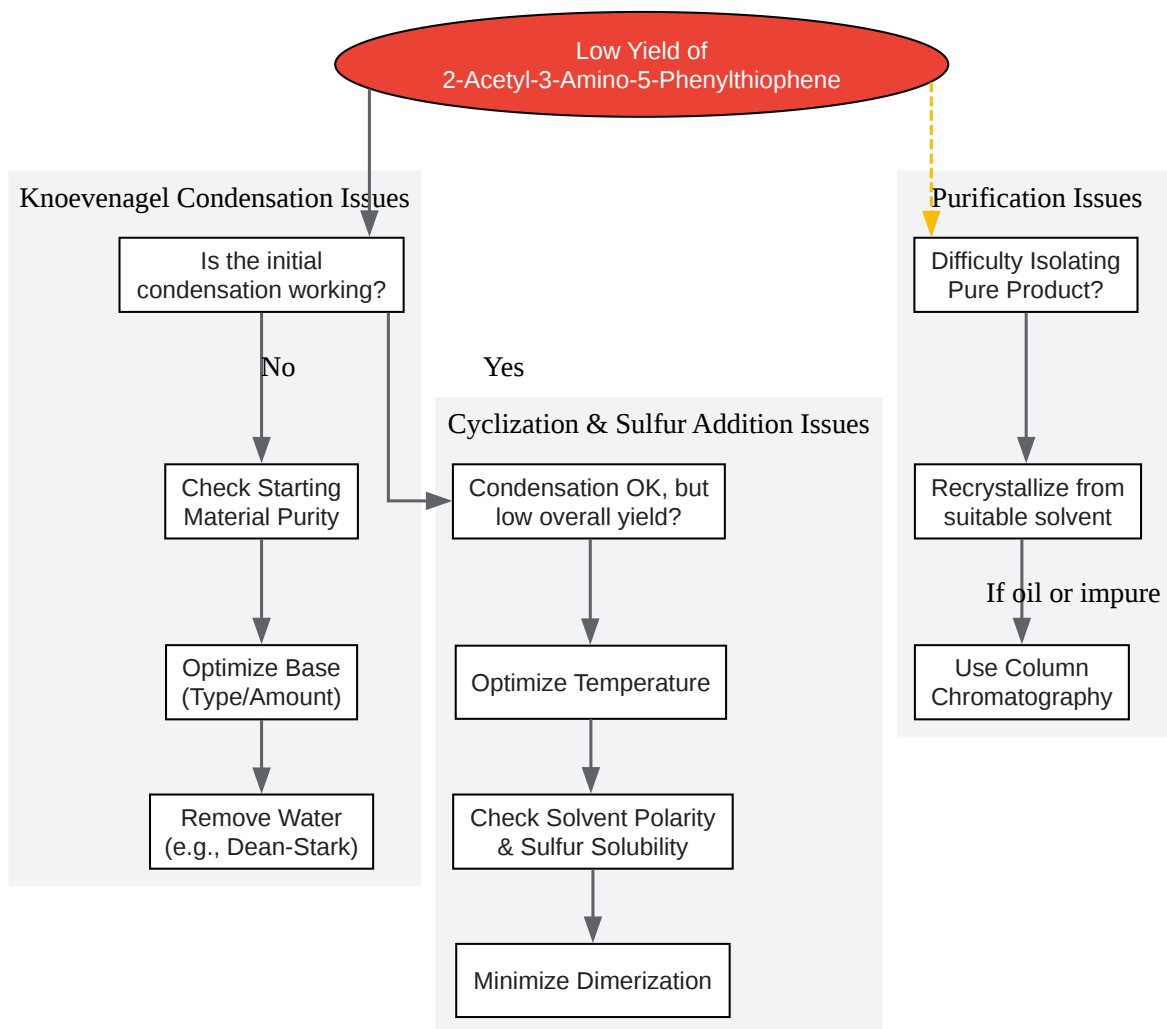 Low Yield of
2-Acetyl-3-Amino-5-Phenylthiophene
Knoevenagel Condensation Issues
Is the initial
condensation working?
No
Check Starting
Material Purity
Optimize Base
(Type/Amount)
Remove Water
(e.g., Dean-Stark)
Yes
Cyclization & Sulfur Addition Issues
Condensation OK, but
low overall yield?
Optimize Temperature
Check Solvent Polarity
& Sulfur Solubility
Minimize Dimerization
Purification Issues
Difficulty Isolating
Pure Product?
Recrystallize from
suitable solvent
If oil or impure
Use Column
Chromatography